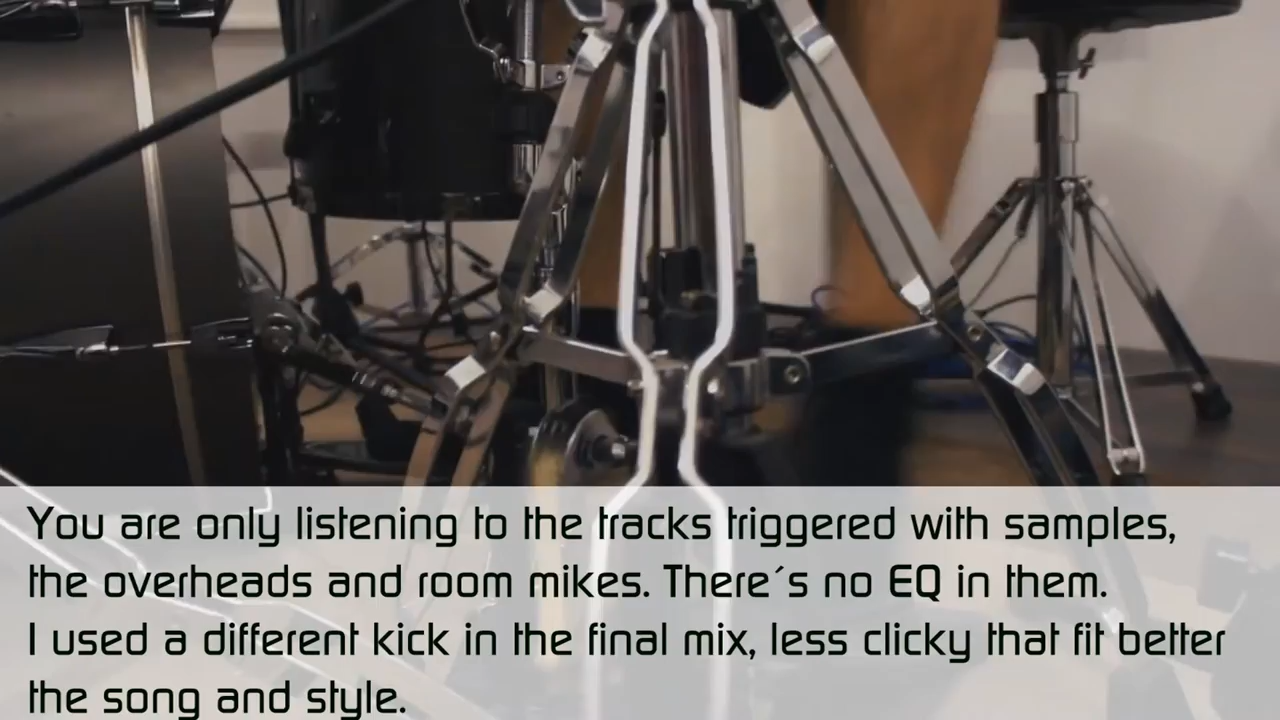 You are only listening to the tracks triggered with samples,
the overheads and room mikes. There´s no EQ in them.
I used a different kick in the final mix, less clicky that fit better
the song and style.